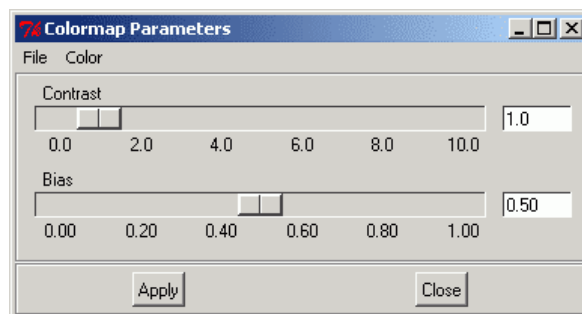 Colormap Parameters
File Color
Contrast
1.0
0.0 2.0 4.0 6.0 8.0 10.0
Bias
0.50
0.00 0.20 0.40 0.60 0.80 1.00
Apply Close